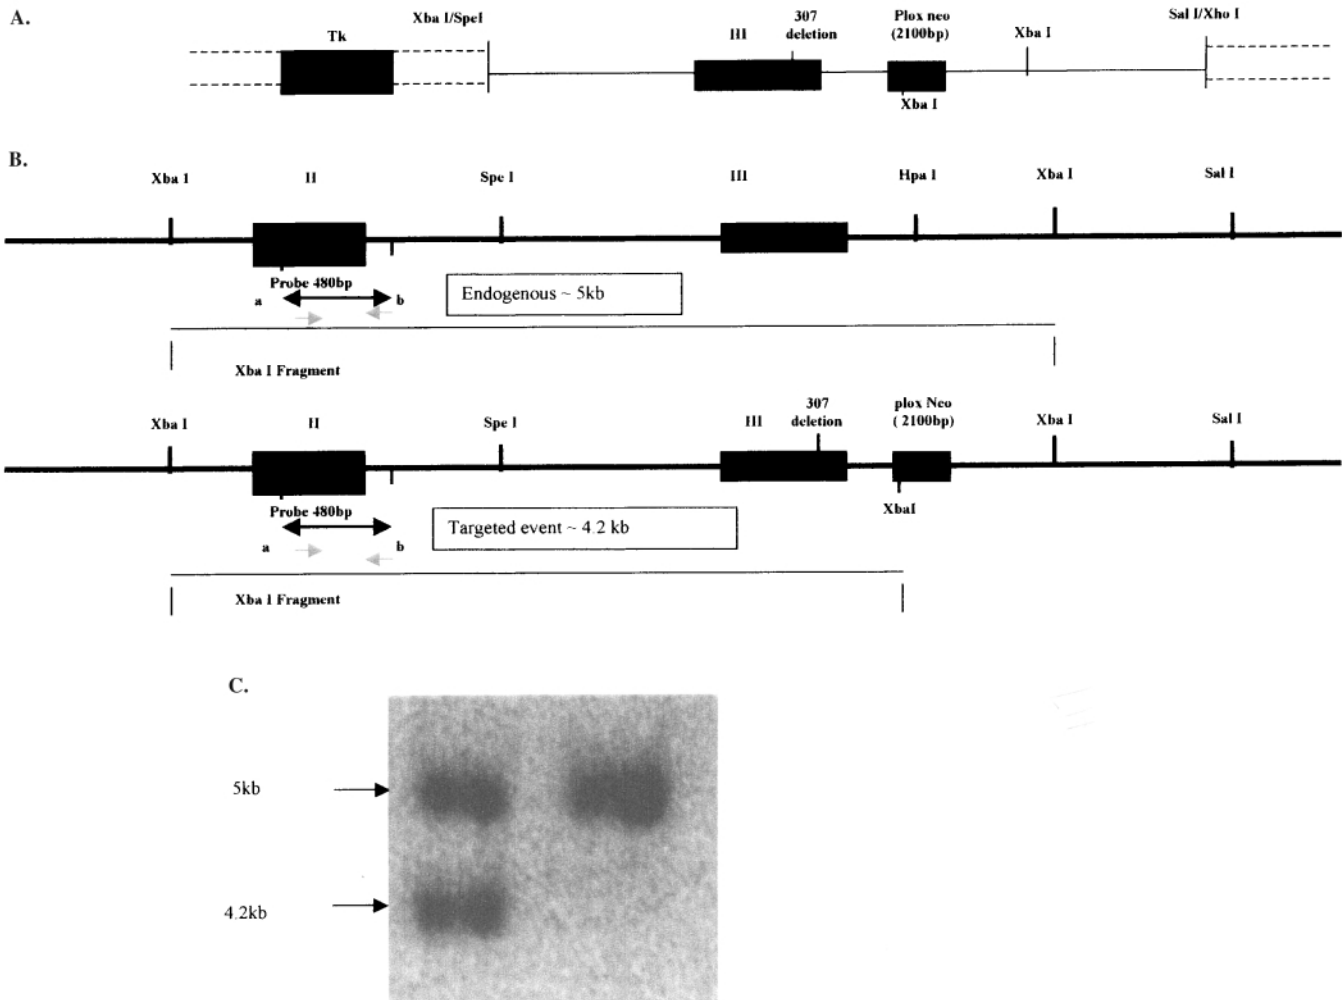 A.
Tk
Xba I/SpeI
III
307
deletion
Plox neo
(2100bp)
Xba I
Xba I
Sal I/Xho I
B.
Xba 1
II
Spe I
III
Hpa I
Xba I
Sal I
Probe 480bp
a
b
Endogenous ~ 5kb
Xba I Fragment
Xba I
II
Spe I
III
307
deletion
plox Neo
( 2100bp)
Xba I
Sal I
Probe 480bp
XbaI
a
b
Targeted event ~ 4.2 kb
Xba I Fragment
C.
5kb
4.2kb